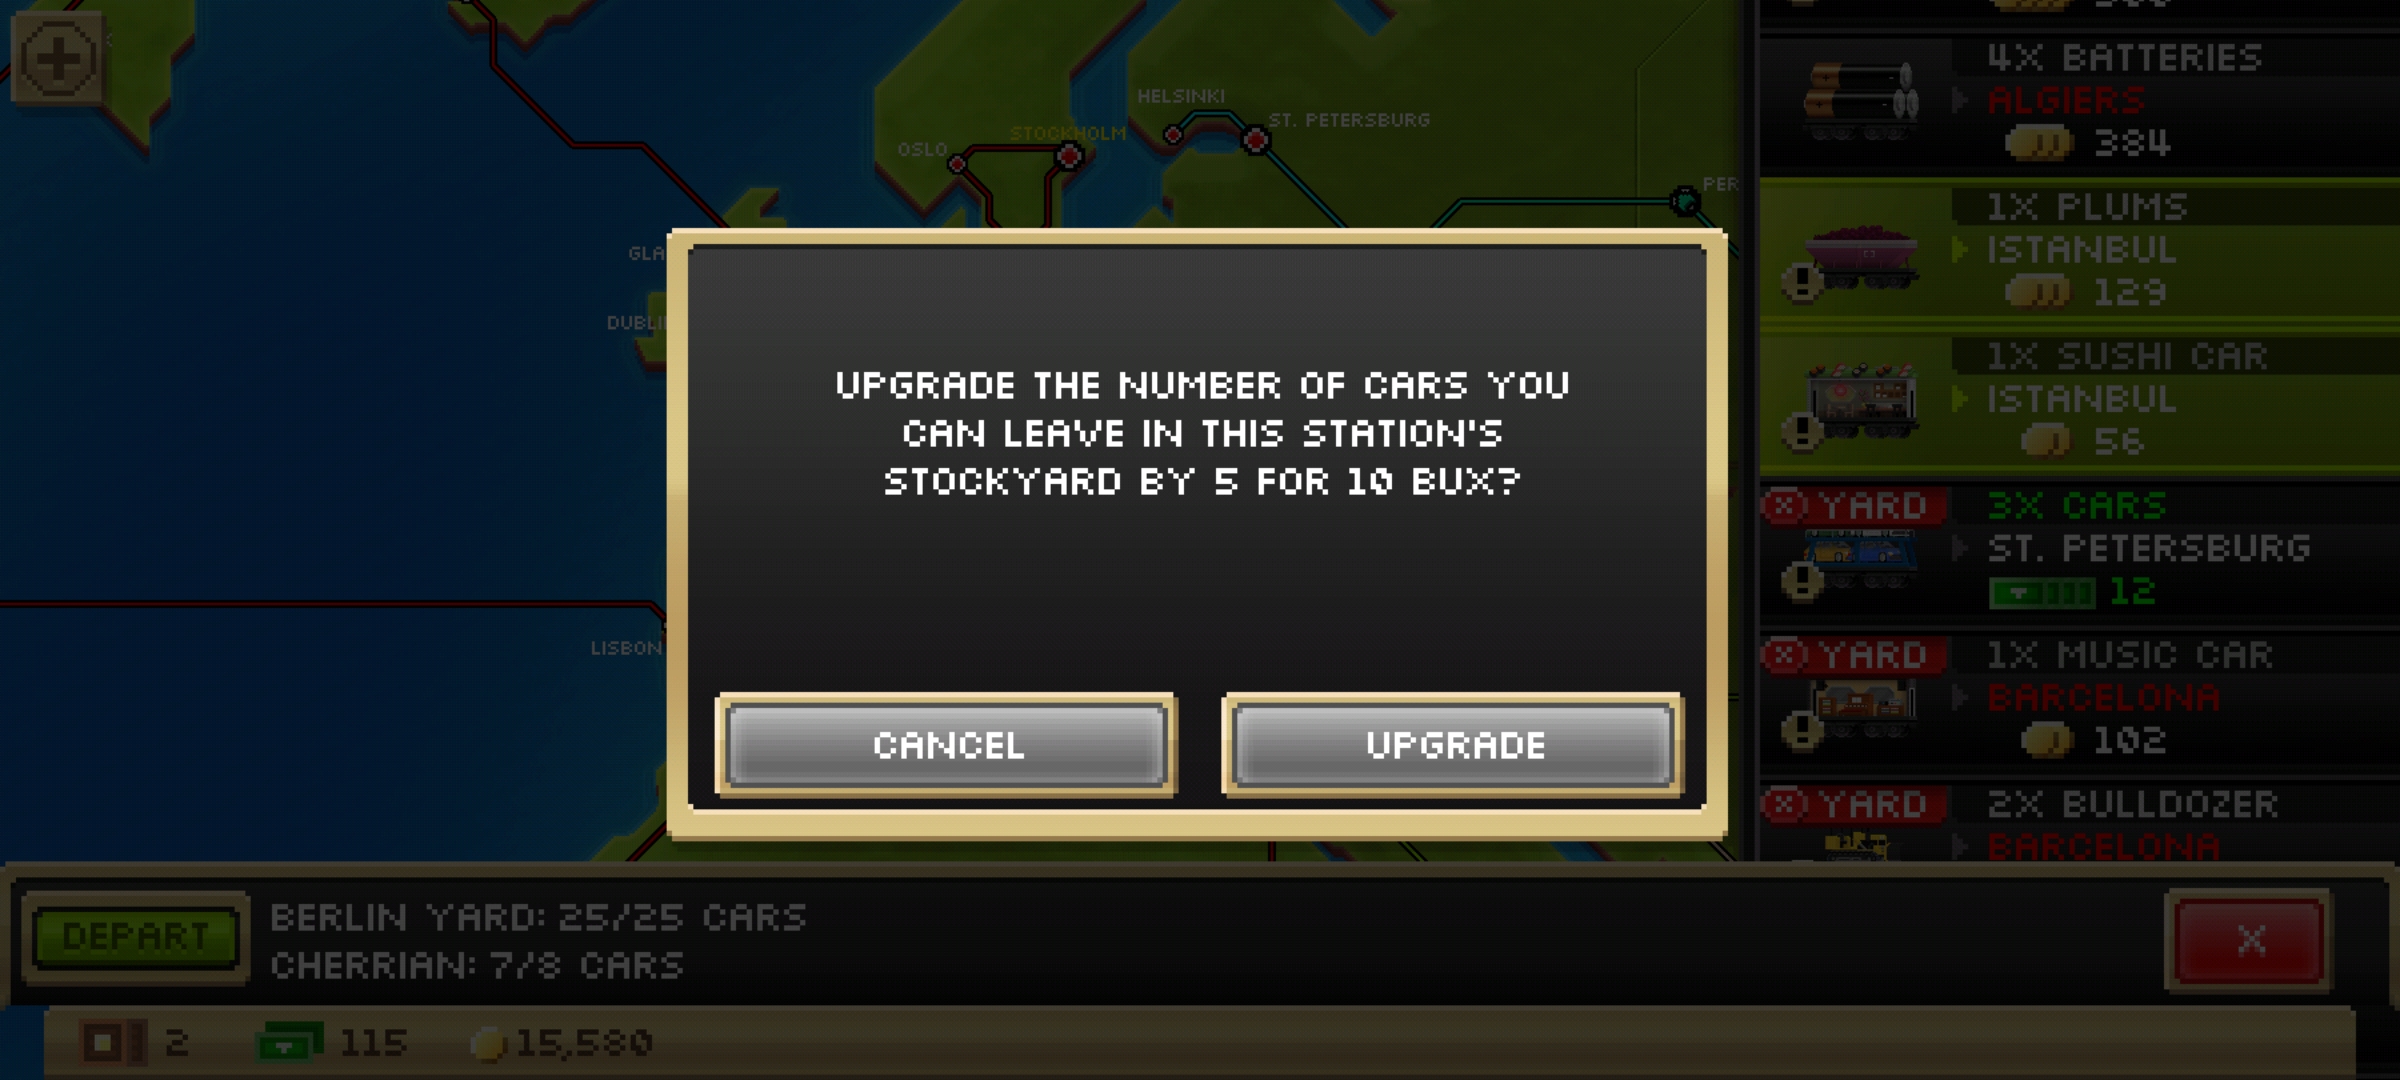 HELSINKI
ST. PETERSBURG
STOCKHOLM
OSLO
PER
DUBLI
GLA
LISBON
UPGRADE THE NUMBER OF CARS YOU
CAN LEAVE IN THIS STATION'S
STOCKYARD BY 5 FOR 10 BUX?
CANCEL
UPGRADE
4X BATTERIES
ALGIERS
384
1X PLUMS
ISTANBUL
129
1X SUSHI CAR
ISTANBUL
56
YARD
3X CARS
ST. PETERSBURG
12
YARD
1X MUSIC CAR
BARCELONA
102
YARD
2X BULLDOZER
BARCELONA
DEPART
BERLIN YARD: 25/25 CARS
CHERRIAN: 7/8 CARS
X
2
115
15,580